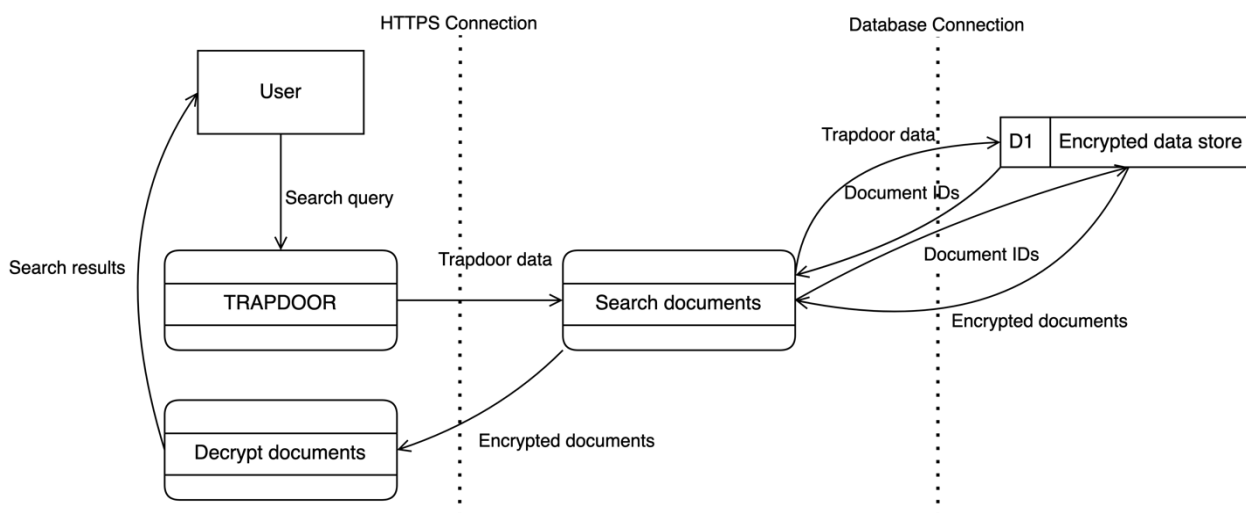 HTTPS Connection
Database Connection
User
Trapdoor data
D1
Encrypted data store
Search query
Document IDs
Search results
Trapdoor data
Document IDs
TRAPDOOR
Search documents
Encrypted documents
Encrypted documents
Decrypt documents